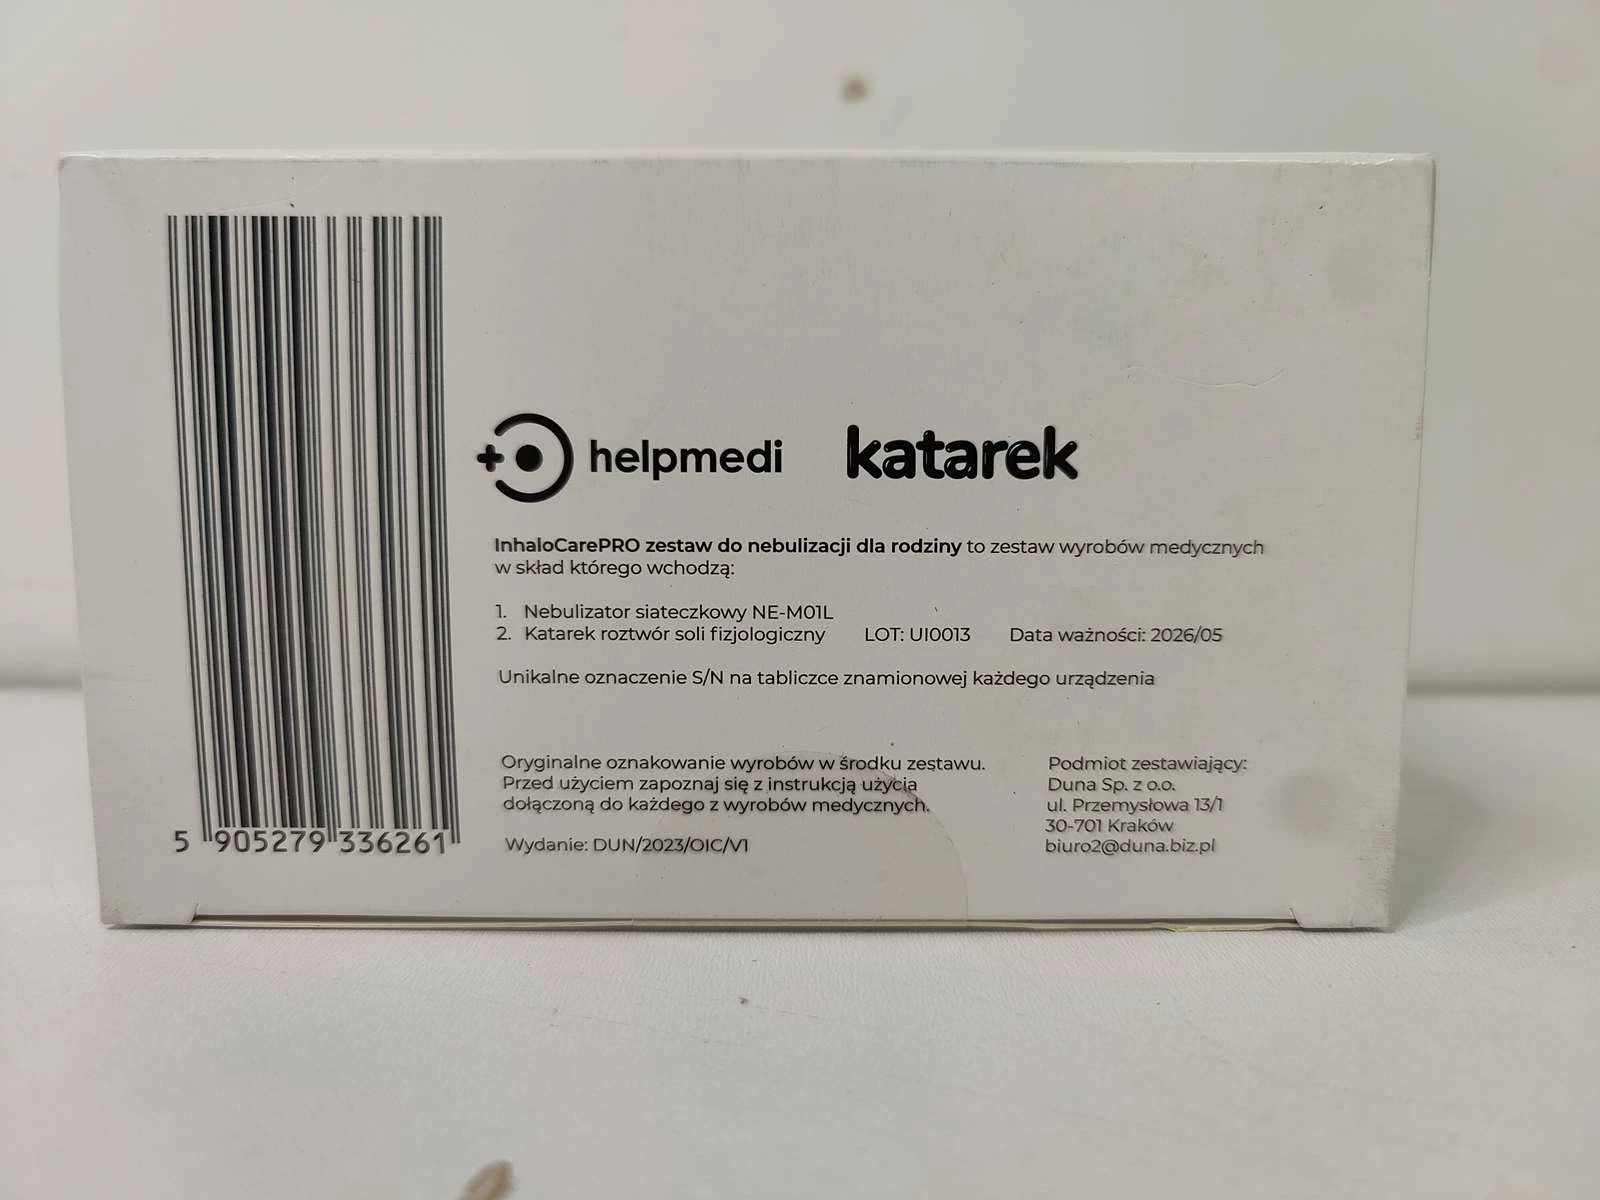 helpmedi katarek
InhaloCarePRO zestaw do nebulizacji dla rodziny to zestaw wyrobów medycznych
w skład którego wchodzą:
1. Nebulizator siateczkowy NE-M01L
2. Katarek roztwór soli fizjologiczny LOT: UI0013 Data ważności: 2026/05
Unikalne oznaczenie S/N na tabliczce znamionowej każdego urządzenia
Oryginalne oznakowanie wyrobów w środku zestawu.
Przed użyciem zapoznaj się z instrukcją użycia
dołączoną do każdego z wyrobów medycznych.
Wydanie: DUN/2023/OIC/V1
Podmiot zestawiający:
Duna Sp. z o.o.
ul. Przemysłowa 13/1
30-701 Kraków
biuro2@duna.biz.pl
5 905279 336261